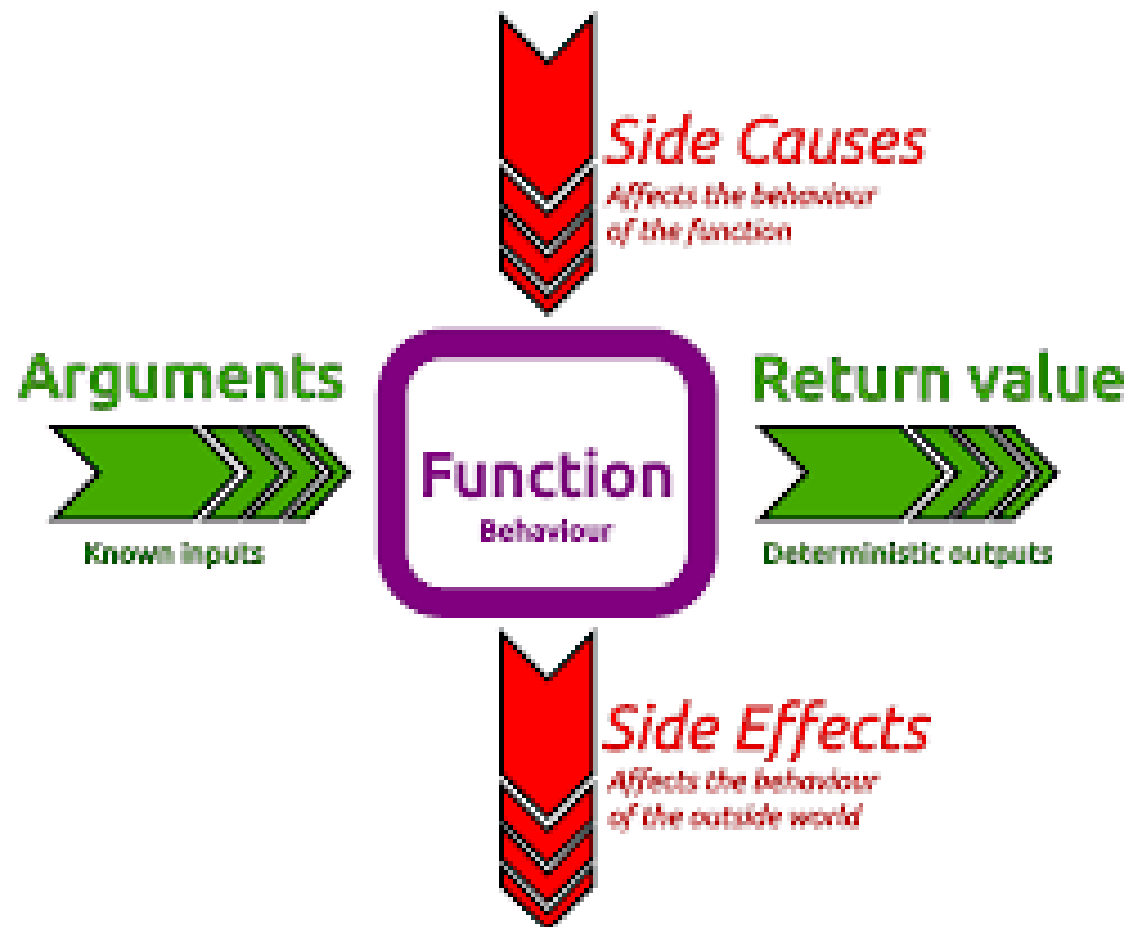 Side Causes
Affects the behaviour
of the function
Arguments
Known inputs
Function
Behaviour
Return value
Deterministic outputs
Side Effects
Affects the behaviour
of the outside world